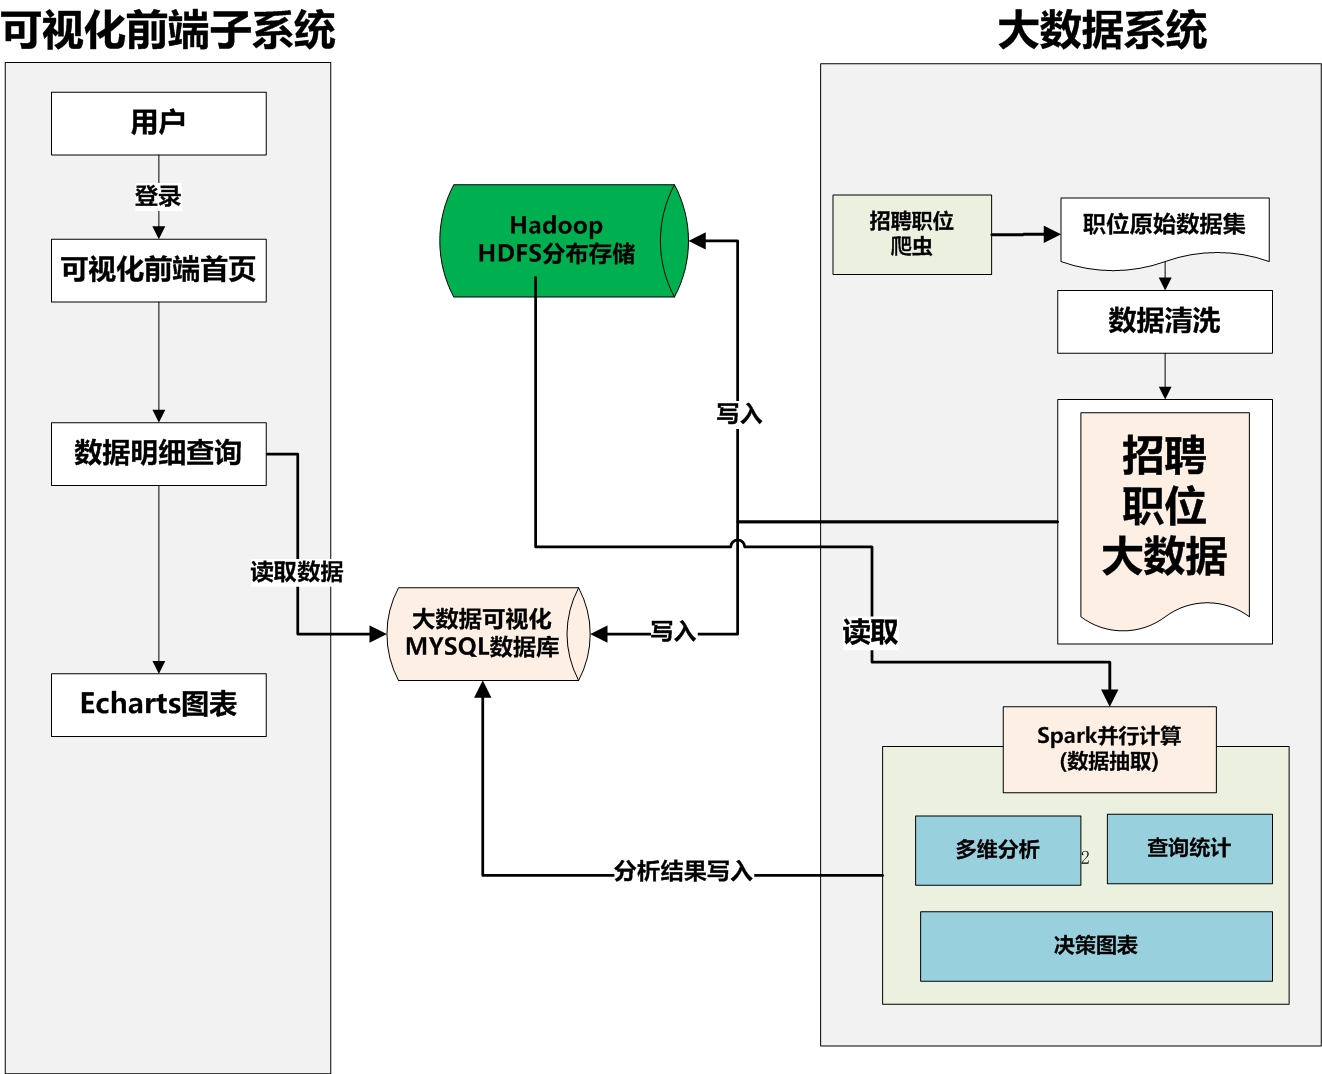 可视化前端子系统
大数据系统
用户
登录
可视化前端首页
数据明细查询
读取数据
Echarts图表
Hadoop
HDFS分布存储
写入
大数据可视化
MYSQL数据库
写入
分析结果写入
招聘职位
爬虫
职位原始数据集
数据清洗
招聘
职位
大数据
读取
Spark并行计算
(数据抽取)
多维分析
2
查询统计
决策图表